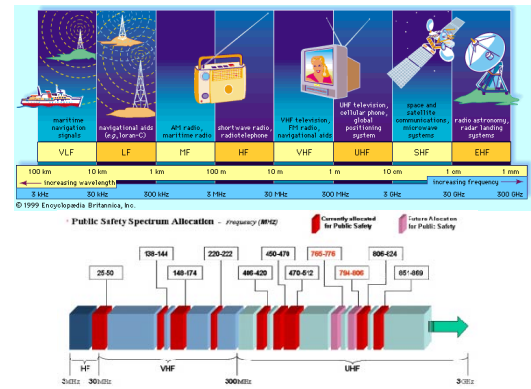 maritime
navigation
signals
navigational aids
(e.g., loran-C)
AM radio,
maritime radio
shortwave radio,
radiotelephone
VHF television,
FM radio,
navigational aids
UHF television,
cellular phone,
global
positioning
system
space and
satellite
communications,
microwave
systems
radio astronomy,
radar landing
systems
VLF LF MF HF VHF UHF SHF EHF
100 km 10 km 1 km 100 m 10 m 1 m 10 cm 1 cm 1 mm
increasing wavelength increasing frequency
3 kHz 30 kHz 300 kHz 3 MHz 30 MHz 300 MHz 3 GHz 30 GHz 300 GHz
© 1999 Encyclopædia Britannica, Inc.
* Public Safety Spectrum Allocation – Frequency (MHz)
Currently allocated
for Public Safety
Future Allocation
for Public Safety
138-144 220-222 450-470 765-776 806-824
25-50 148-174 406-420 470-512 794-806 851-869
HF VHF UHF
3MHz 30MHz 300MHz 3GHz